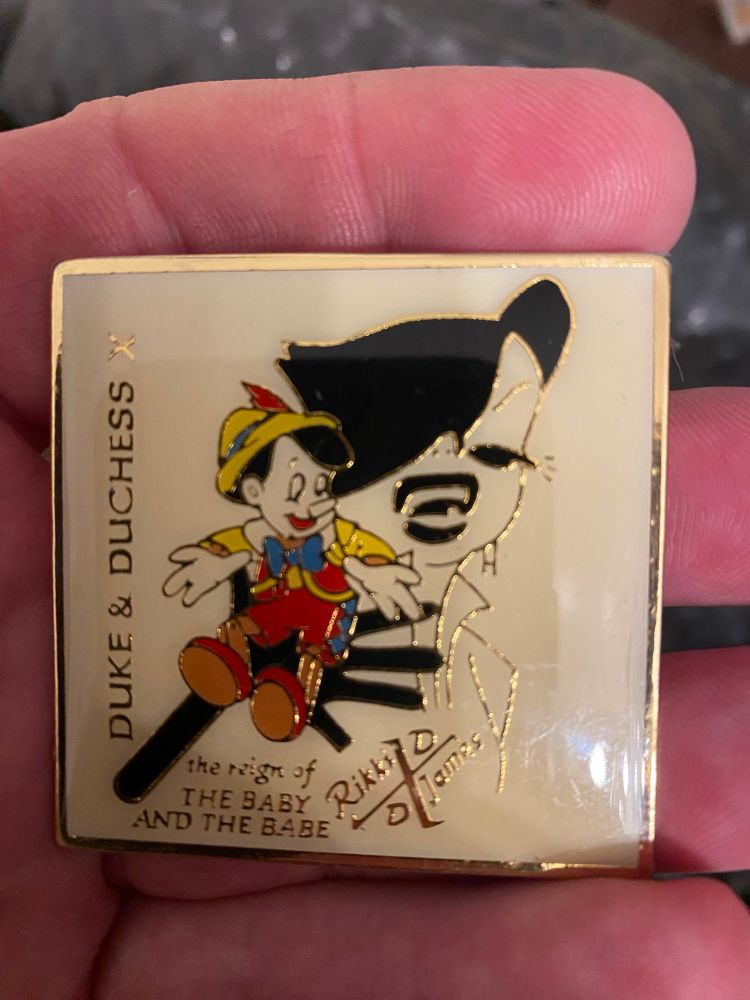 DUKE & DUCHESS X
the reign of
THE BABY
AND THE BABE
Rikki D
D James